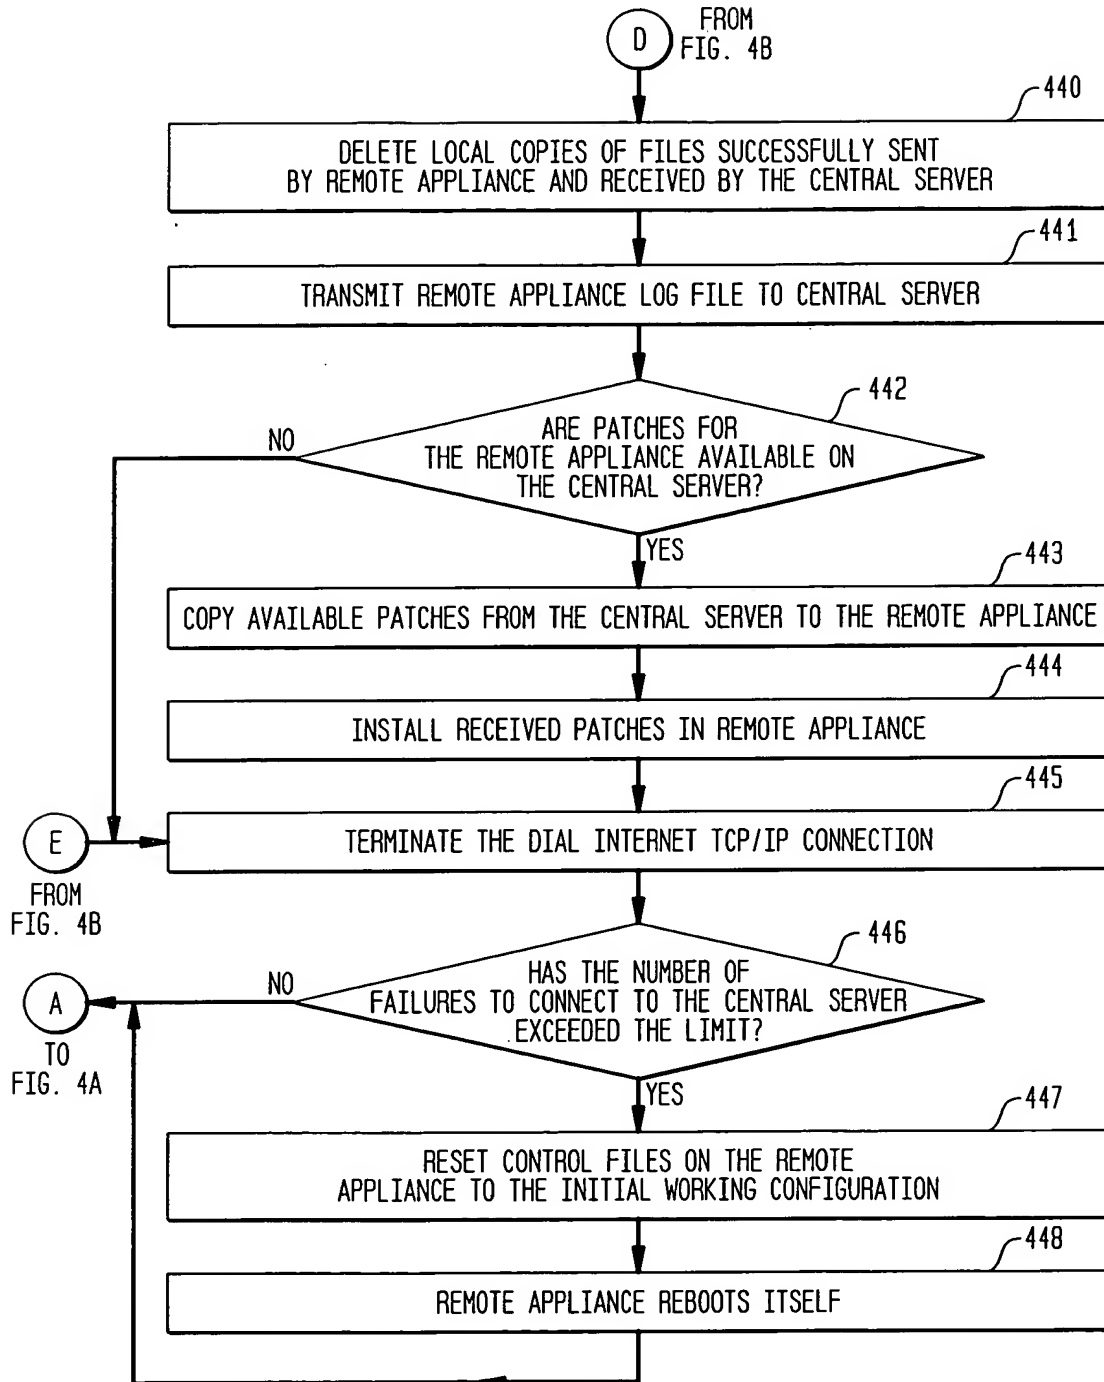 D
FROM
FIG. 4B
440
DELETE LOCAL COPIES OF FILES SUCCESSFULLY SENT
BY REMOTE APPLIANCE AND RECEIVED BY THE CENTRAL SERVER
441
TRANSMIT REMOTE APPLIANCE LOG FILE TO CENTRAL SERVER
442
ARE PATCHES FOR
THE REMOTE APPLIANCE AVAILABLE ON
THE CENTRAL SERVER?
NO
YES
443
COPY AVAILABLE PATCHES FROM THE CENTRAL SERVER TO THE REMOTE APPLIANCE
444
INSTALL RECEIVED PATCHES IN REMOTE APPLIANCE
445
E
TERMINATE THE DIAL INTERNET TCP/IP CONNECTION
FROM
FIG. 4B
446
HAS THE NUMBER OF
FAILURES TO CONNECT TO THE CENTRAL SERVER
EXCEEDED THE LIMIT?
NO
A
TO
FIG. 4A
YES
447
RESET CONTROL FILES ON THE REMOTE
APPLIANCE TO THE INITIAL WORKING CONFIGURATION
448
REMOTE APPLIANCE REBOOTS ITSELF